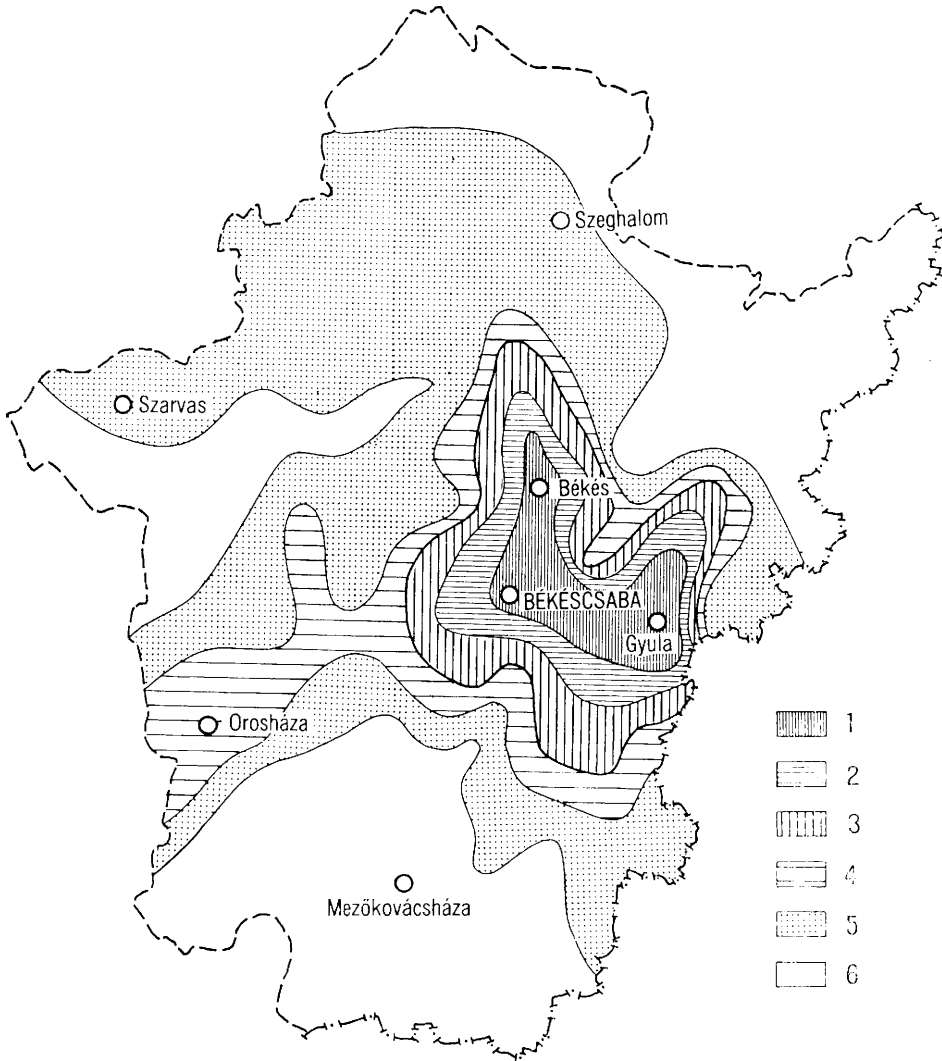 Szeghalom
Szarvas
Békés
BÉKÉSCSABA
Gyula
Orosháza
Mezőkovácsháza
1
2
3
4
5
6